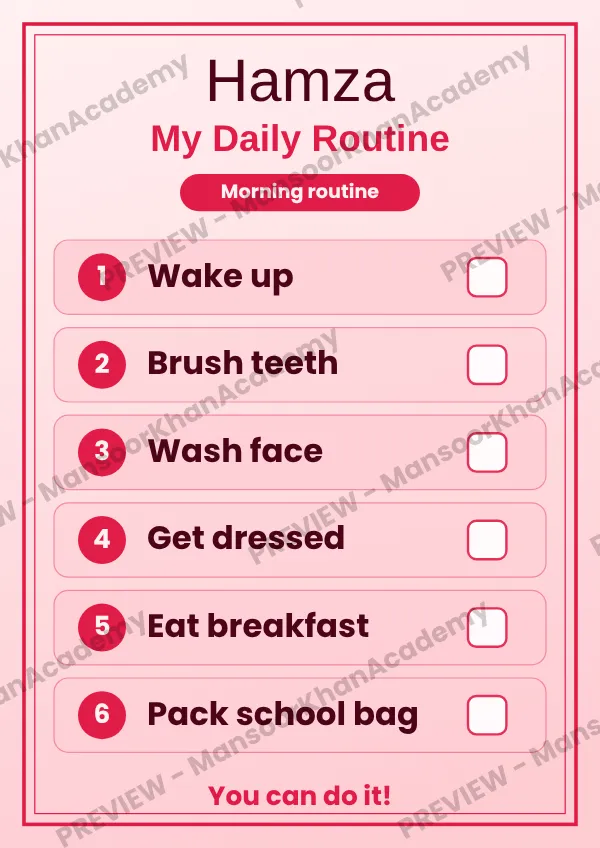 Hamza
My Daily Routine
Morning routine
1 Wake up
2 Brush teeth
3 Wash face
4 Get dressed
5 Eat breakfast
6 Pack school bag
You can do it!
PREVIEW - MansoorKhanAcademy